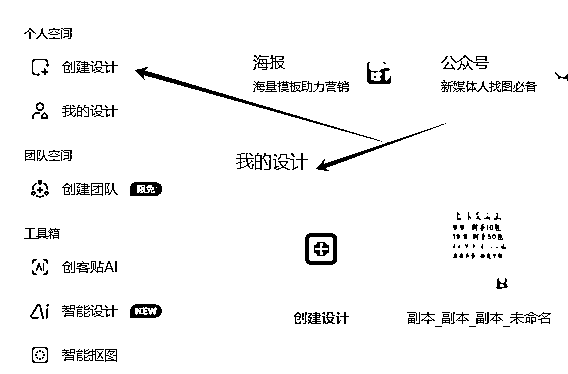 个人空间
创建设计
我的设计
团队空间
创建团队 限免
工具箱
创客贴AI
智能设计 NEW
智能抠图
海报
海量模板动力营销
公众号
新媒体人找图必备
我的设计
创建设计
副本_副本_副本_未命名